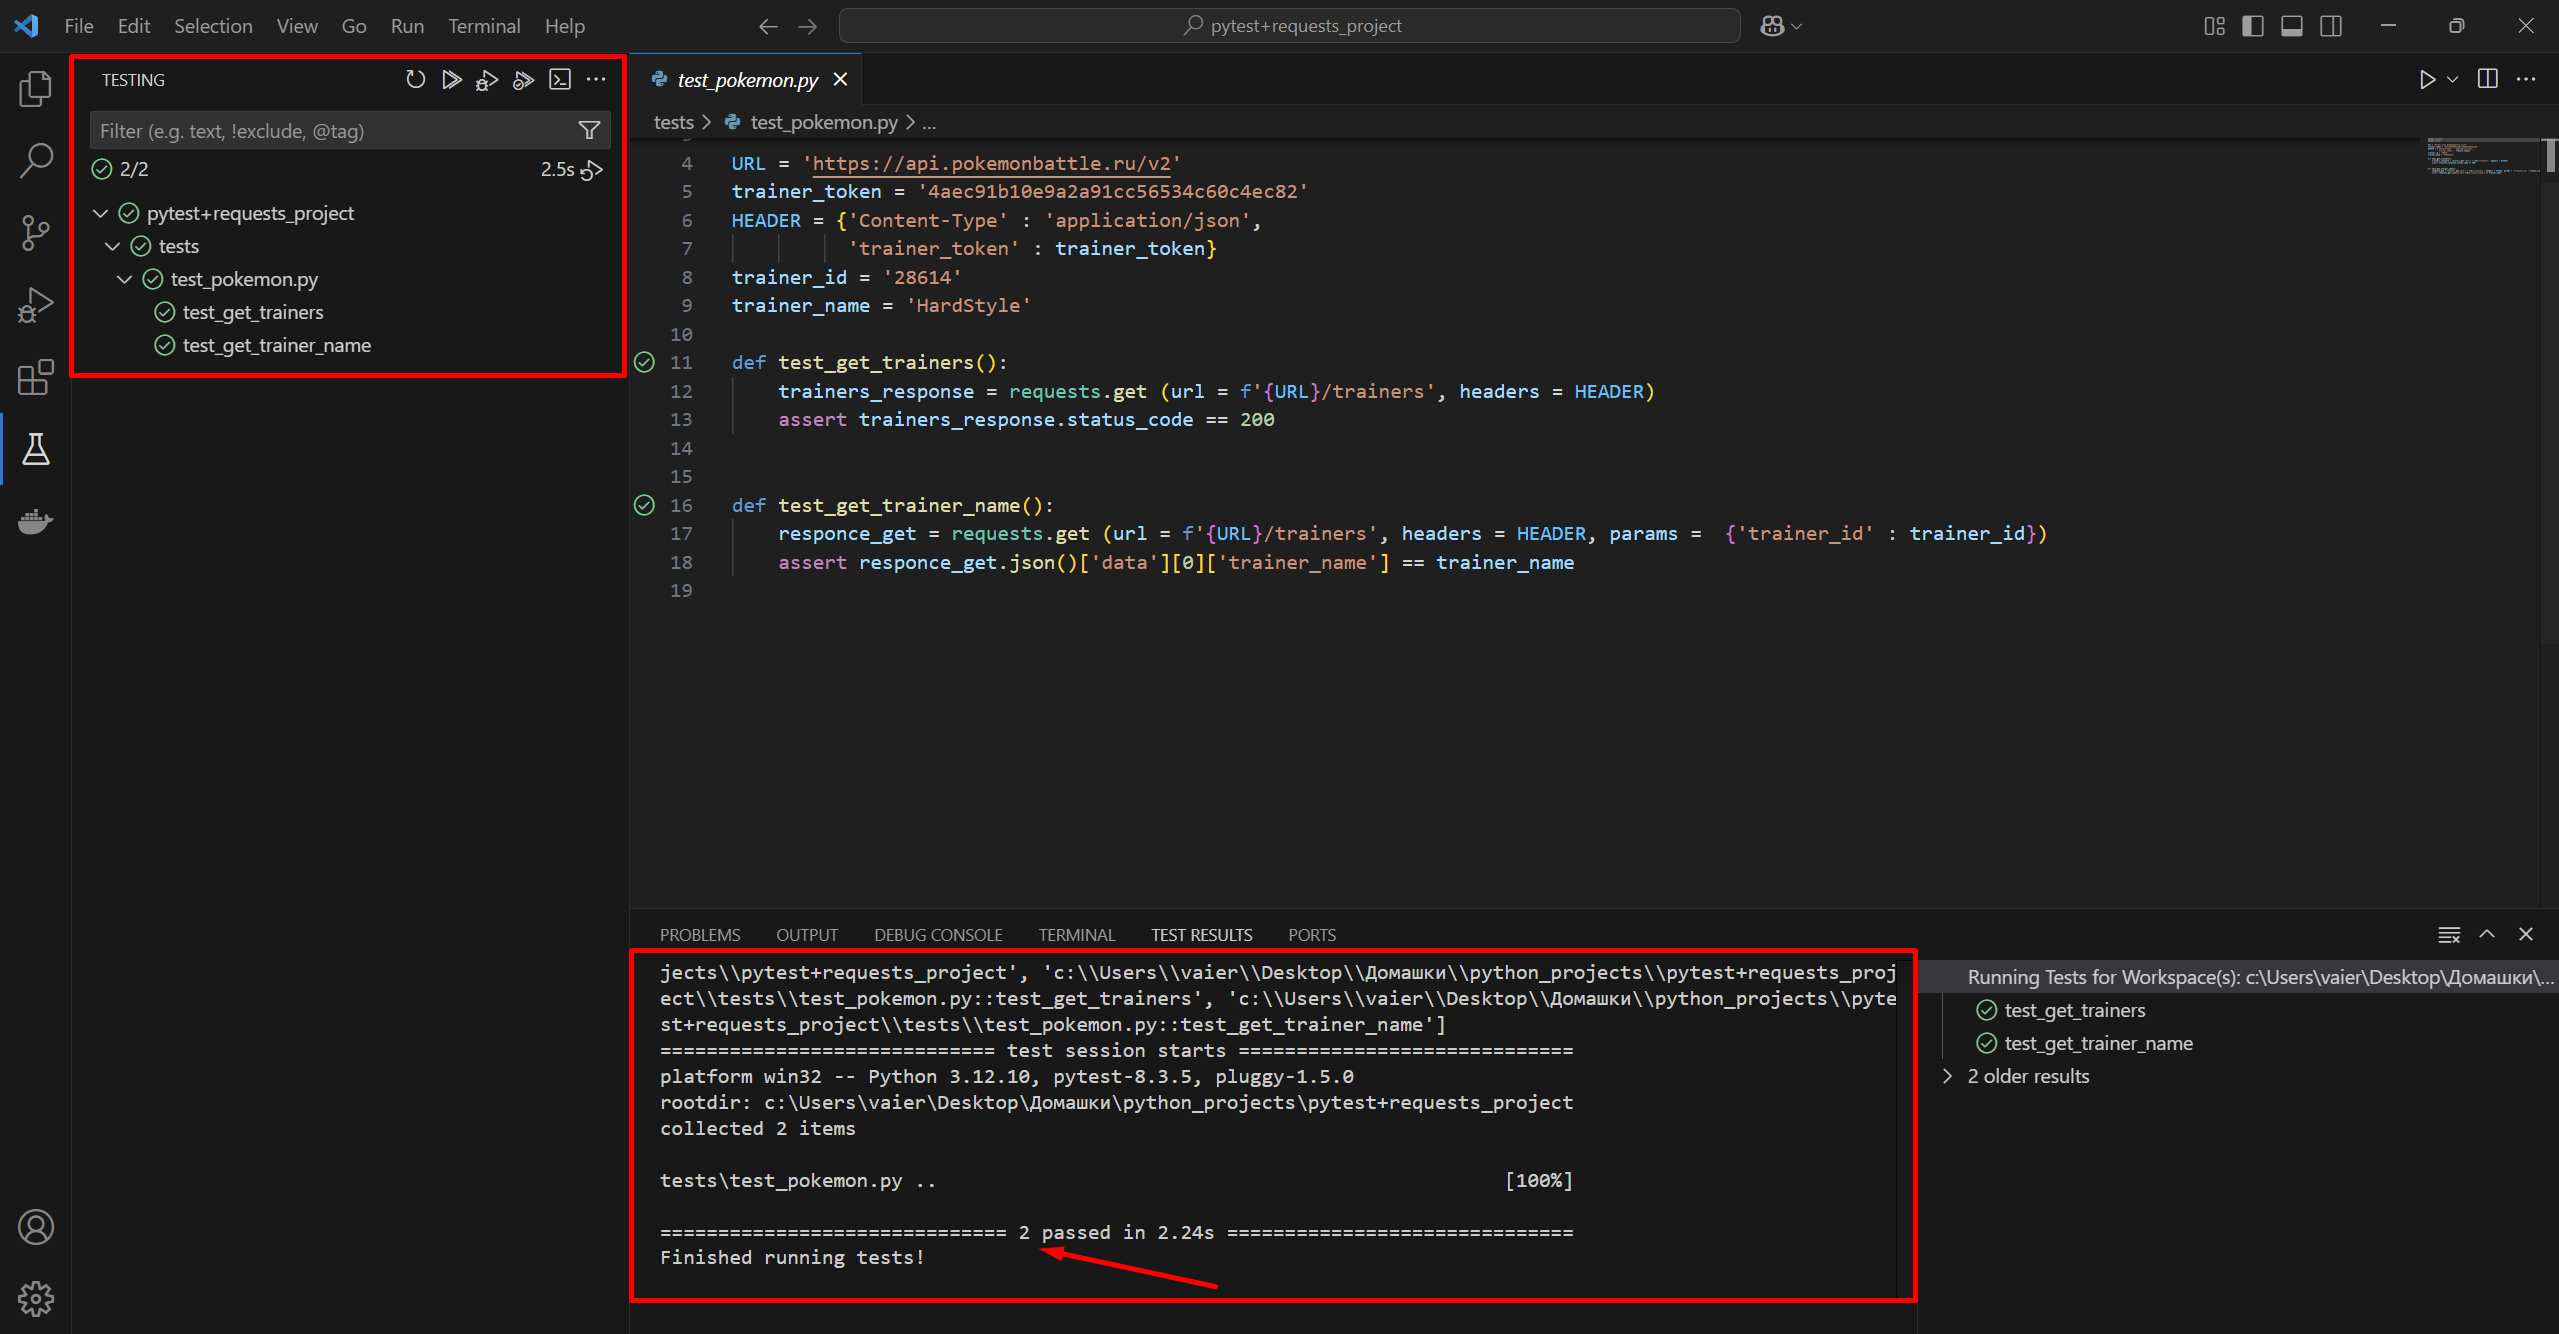 File Edit Selection View Go Run Terminal Help
pytest+requests_project
TESTING
Filter (e.g. text, !exclude, @tag)
2/2 2.5s
pytest+requests_project
tests
test_pokemon.py
test_get_trainers
test_get_trainer_name
test_pokemon.py
tests > test_pokemon.py > ...
4 URL = 'https://api.pokemonbattle.ru/v2'
5 trainer_token = '4aec91b10e9a2a91cc56534c60c4ec82'
6 HEADER = {'Content-Type' : 'application/json',
7 'trainer_token' : trainer_token}
8 trainer_id = '28614'
9 trainer_name = 'HardStyle'
10
11 def test_get_trainers():
12 trainers_response = requests.get (url = f'{URL}/trainers', headers = HEADER)
13 assert trainers_response.status_code == 200
14
15
16 def test_get_trainer_name():
17 responce_get = requests.get (url = f'{URL}/trainers', headers = HEADER, params =  {'trainer_id' : trainer_id})
18 assert responce_get.json()['data'][0]['trainer_name'] == trainer_name
19
PROBLEMS OUTPUT DEBUG CONSOLE TERMINAL TEST RESULTS PORTS
jects\\pytest+requests_project', 'c:\\Users\\vaier\\Desktop\\Домашки\\python_projects\\pytest+requests_proj
ect\\tests\\test_pokemon.py::test_get_trainers', 'c:\\Users\\vaier\\Desktop\\Домашки\\python_projects\\pyte
st+requests_project\\tests\\test_pokemon.py::test_get_trainer_name']
============================= test session starts =============================
platform win32 -- Python 3.12.10, pytest-8.3.5, pluggy-1.5.0
rootdir: c:\Users\vaier\Desktop\Домашки\python_projects\pytest+requests_project
collected 2 items
tests\test_pokemon.py .. [100%]
============================== 2 passed in 2.24s ==============================
Finished running tests!
Running Tests for Workspace(s): c:\Users\vaier\Desktop\Домашки\...
test_get_trainers
test_get_trainer_name
2 older results